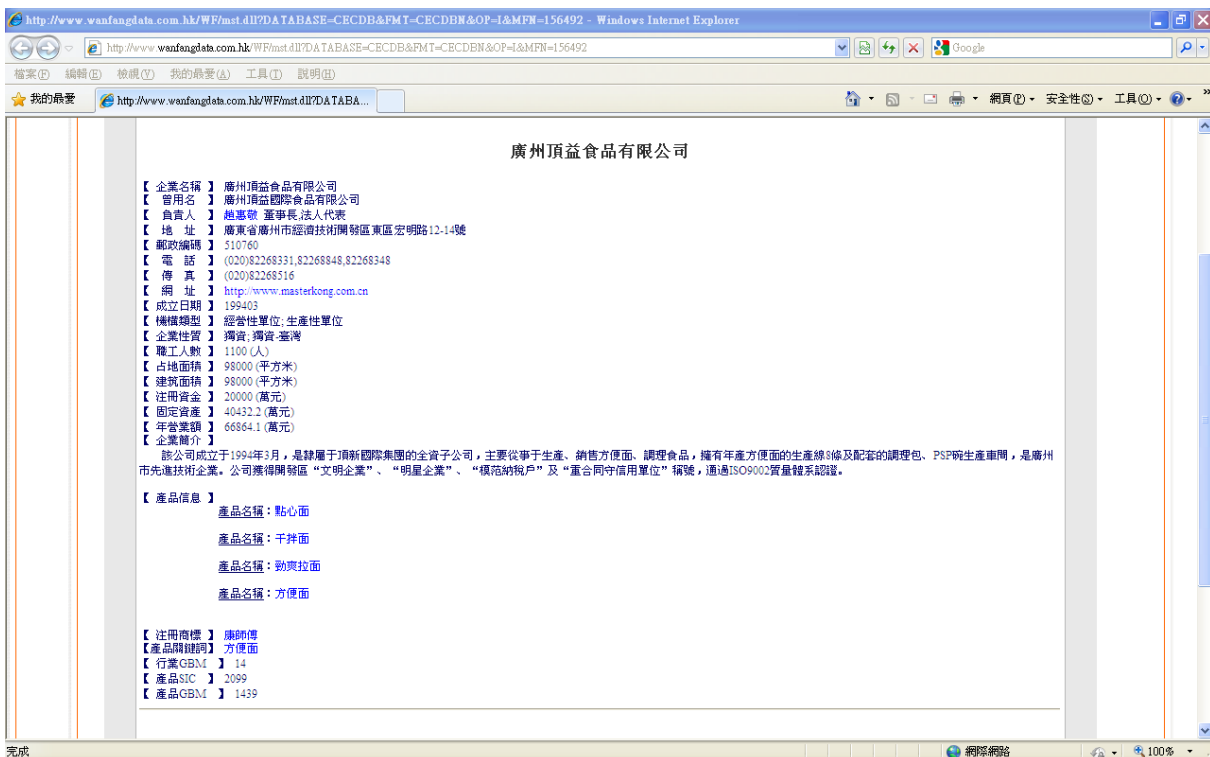 http://www.wanfangdata.com.hk/WF/mst.dll?DATABASE=CECDB&FMT=CECDBN&OP=I&MFN=156492 - Windows Internet Explorer
http://www.wanfangdata.com.hk/WF/mst.dll?DATABASE=CECDB&FMT=CECDBN&OP=I&MFN=156492 Google
檔案(F) 編輯(E) 檢視(V) 我的最愛(A) 工具(T) 説明(H)
我的最愛 http://www.wanfangdata.com.hk/WF/mst.dll?DATABA... 網頁(P) 安全性(S) 工具(O) »
廣州頂益食品有限公司
【 企業名稱 】 廣州頂益食品有限公司
【 曾用名 】 廣州頂益國際食品有限公司
【 負責人 】 趙惠敬 董事長,法人代表
【 地 址 】 廣東省廣州市經濟技術開發區東區宏明路12-14號
【 郵政編碼 】 510760
【 電 話 】 (020)82268331,82268848,82268348
【 傳 真 】 (020)82268516
【 網 址 】 http://www.masterkong.com.cn
【 成立日期 】 199403
【 機構類型 】 經營性單位; 生產性單位
【 企業性質 】 獨資; 獨資-臺灣
【 職工人數 】 1100 (人)
【 占地面積 】 98000 (平方米)
【 建筑面積 】 98000 (平方米)
【 注冊資金 】 20000 (萬元)
【 固定資產 】 40432.2 (萬元)
【 年營業額 】 66864.1 (萬元)
【 企業簡介 】
該公司成立于1994年3月，是隸屬于頂新國際集團的全資子公司，主要從事于生產、銷售方便面、調理食品，擁有年產方便面的生產線8條及配套的調理包、PSP碗生產車間，是廣州
市先進技術企業。公司獲得開發區“文明企業”、“明星企業”、“模范納稅戶”及“重合同守信用單位”稱號，通過ISO9002質量體系認證。
【 產品信息 】
產品名稱：點心面
產品名稱：干拌面
產品名稱：勁爽拉面
產品名稱：方便面
【 注冊商標 】 康師傅
【產品關鍵詞】 方便面
【 行業GBM 】 14
【 產品SIC 】 2099
【 產品GBM 】 1439
完成 網際網路 100%